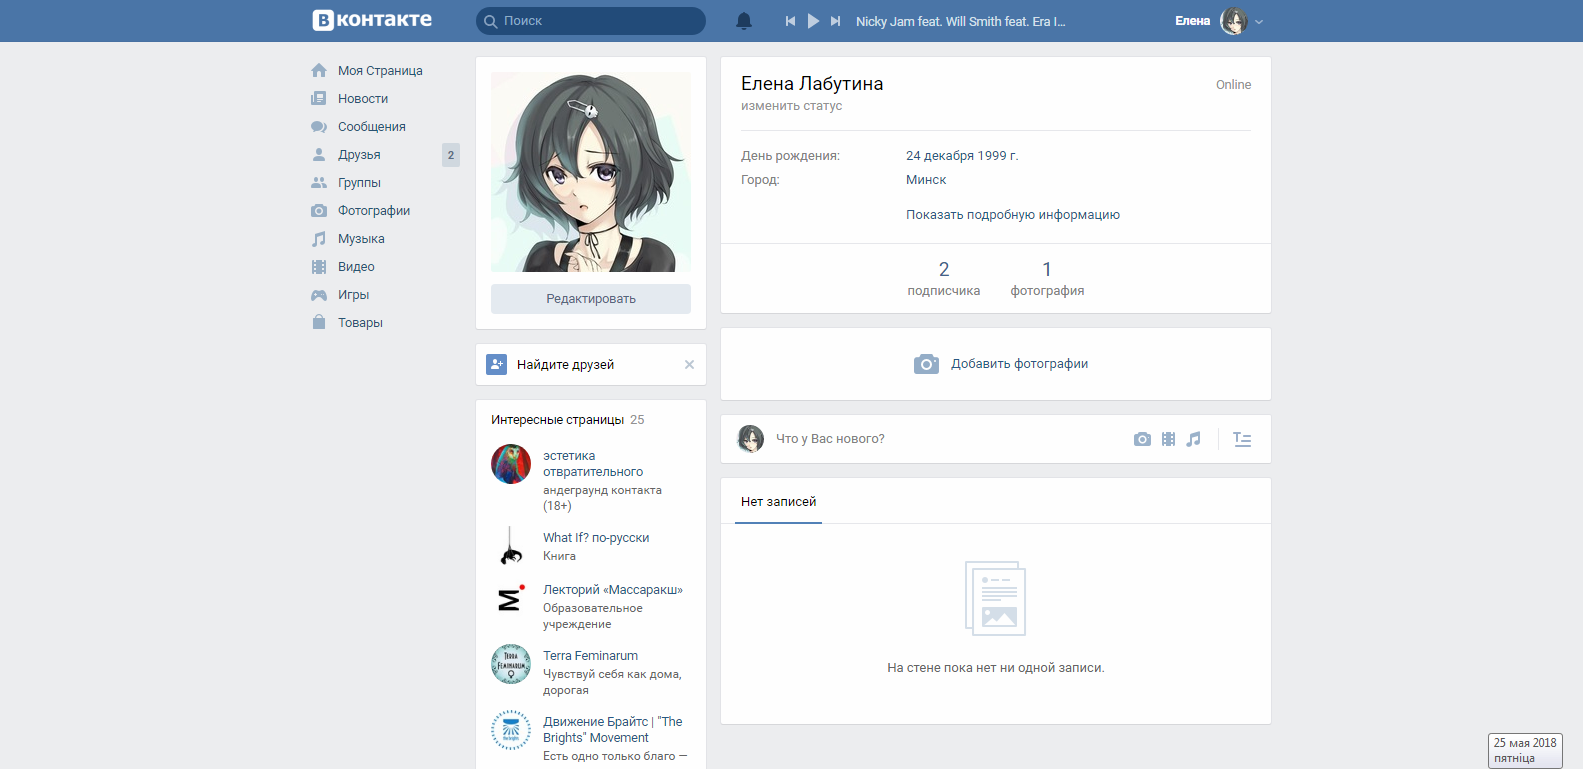 Вконтакте
Поиск
Nicky Jam feat. Will Smith feat. Era I...
Елена
Моя Страница
Новости
Сообщения
Друзья 2
Группы
Фотографии
Музыка
Видео
Игры
Товары
Редактировать
Найдите друзей
Интересные страницы 25
эстетика
отвратительного
андеграунд контакта
(18+)
What If? по-русски
Книга
М
Лекторий «Массаракш»
Образовательное
учреждение
TERRA
FEMINARUM
Terra Feminarum
Чувствуй себя как дома,
дорогая
the brights
Движение Брайтс | "The
Brights" Movement
Есть одно только благо —
Елена Лабутина
Online
изменить статус
День рождения: 24 декабря 1999 г.
Город: Минск
Показать подробную информацию
2 1
подписчика фотография
Добавить фотографии
Что у Вас нового?
Нет записей
На стене пока нет ни одной записи.
25 мая 2018
пятніца